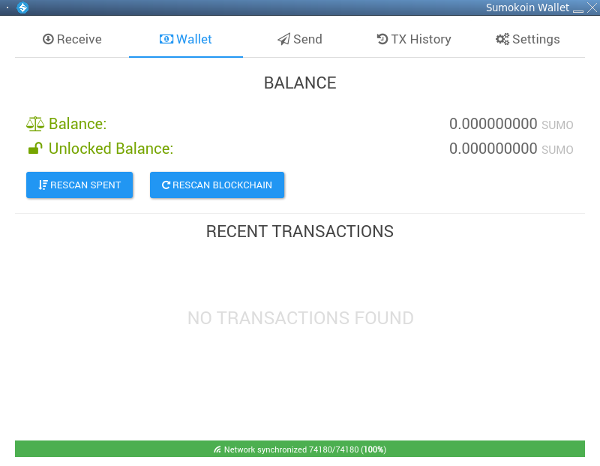 Sumokoin Wallet
Receive Wallet Send TX History Settings
BALANCE
Balance: 0.000000000 SUMO
Unlocked Balance: 0.000000000 SUMO
RESCAN SPENT RESCAN BLOCKCHAIN
RECENT TRANSACTIONS
NO TRANSACTIONS FOUND
Network synchronized 74180/74180 (100%)